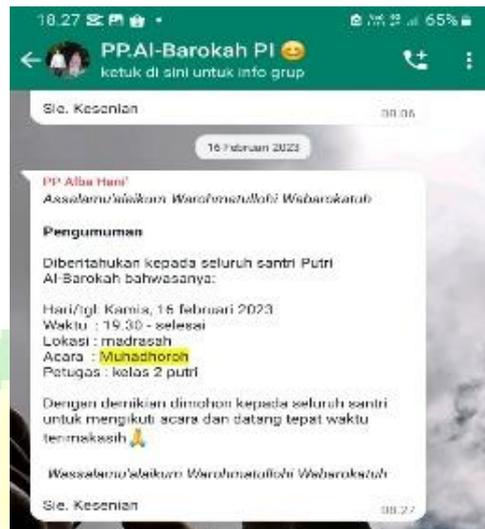 18.27
65%
PP.Al-Barokah PI 😊
ketuk di sini untuk info grup
Sie. Kesenian
08.06
16 Februari 2023
PP Alba Hani'
Assalamu'alaikum Warohmatullohi Wabarokatuh
Pengumuman
Diberitahukan kepada seluruh santri Putri
Al-Barokah bahwasanya:
Hari/tgl: Kamis, 16 februari 2023
Waktu : 19.30 - selesai
Lokasi : madrasah
Acara : Muhadhoroh
Petugas : kelas 2 putri
Dengan demikian dimohon kepada seluruh santri
untuk mengikuti acara dan datang tepat waktu
terimakasih 🙏
Wassalamu'alaikum Warohmatullohi Wabarokatuh
Sie. Kesenian
08.27